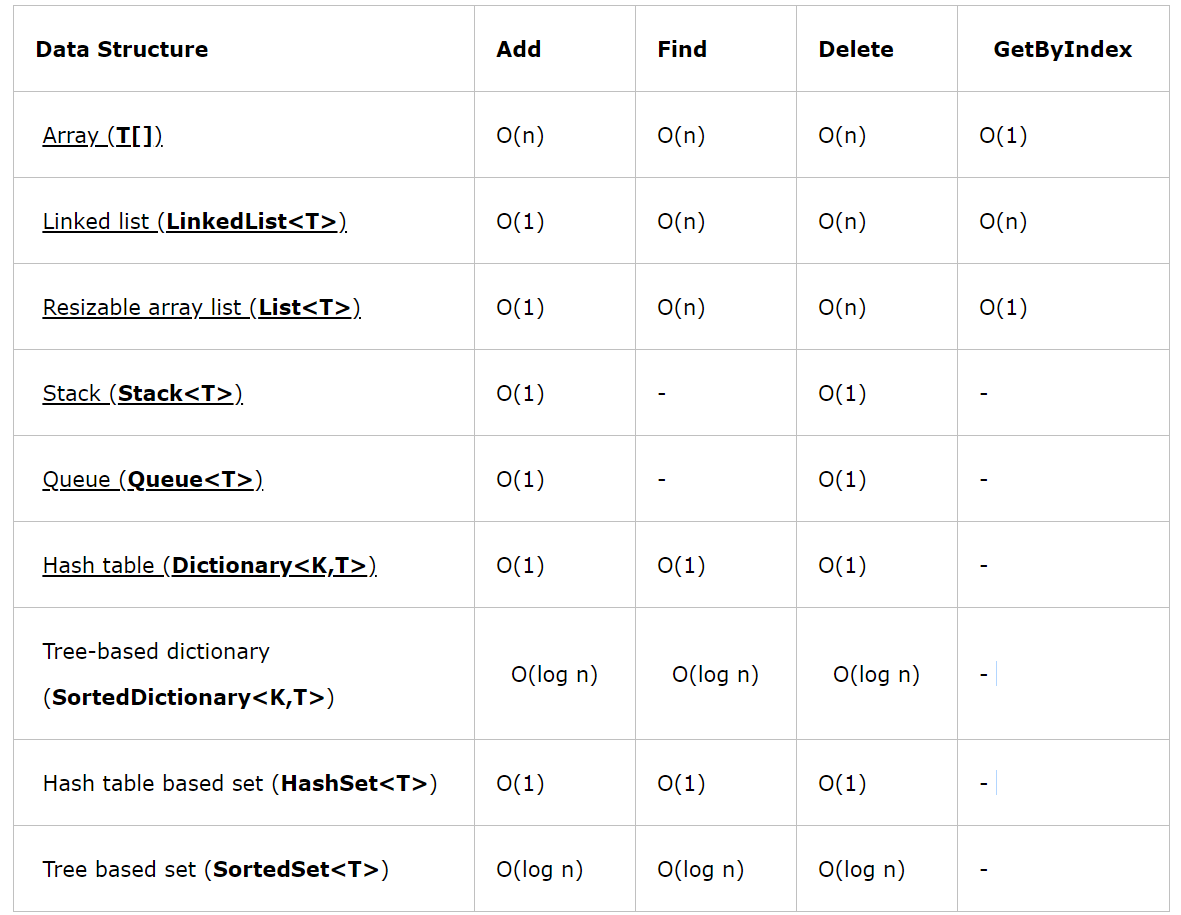 Data Structure Add Find Delete GetByIndex
Array (T[]) O(n) O(n) O(n) O(1)
Linked list (LinkedList<T>) O(1) O(n) O(n) O(n)
Resizable array list (List<T>) O(1) O(n) O(n) O(1)
Stack (Stack<T>) O(1) - O(1) -
Queue (Queue<T>) O(1) - O(1) -
Hash table (Dictionary<K,T>) O(1) O(1) O(1) -
Tree-based dictionary
(SortedDictionary<K,T>) O(log n) O(log n) O(log n) -
Hash table based set (HashSet<T>) O(1) O(1) O(1) -
Tree based set (SortedSet<T>) O(log n) O(log n) O(log n) -